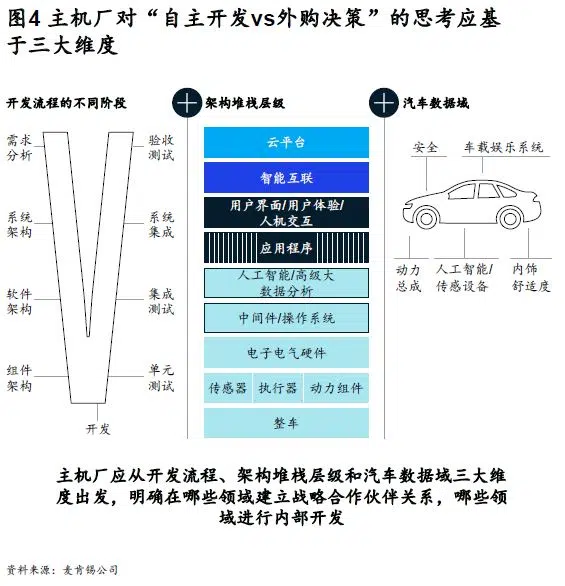 图4 主机厂对“自主开发vs外购决策”的思考应基
于三大维度
开发流程的不同阶段
架构堆栈层级
汽车数据域
需求
分析
验收
测试
系统
架构
系统
集成
软件
架构
集成
测试
组件
架构
单元
测试
开发
云平台
智能互联
用户界面/用户体验/
人机交互
应用程序
人工智能/高级大
数据分析
中间件/操作系统
电子电气硬件
传感器 执行器 动力组件
整车
安全
车载娱乐系统
动力
总成
人工智能/
传感设备
内饰
舒适度
主机厂应从开发流程、架构堆栈层级和汽车数据域三大维
度出发，明确在哪些领域建立战略合作伙伴关系，哪些领
域进行内部开发
资料来源：麦肯锡公司